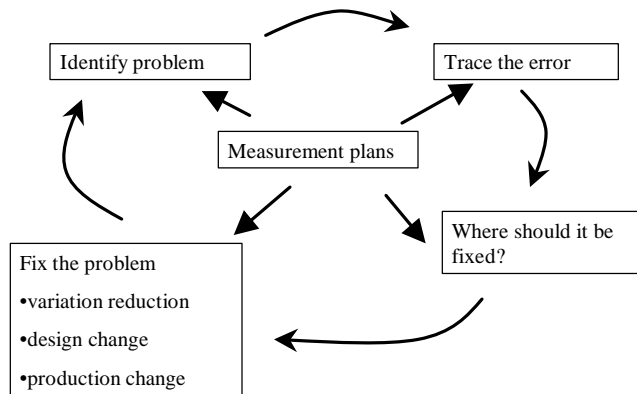 Identify problem
Trace the error
Measurement plans
Where should it be
fixed?
Fix the problem
•variation reduction
•design change
•production change